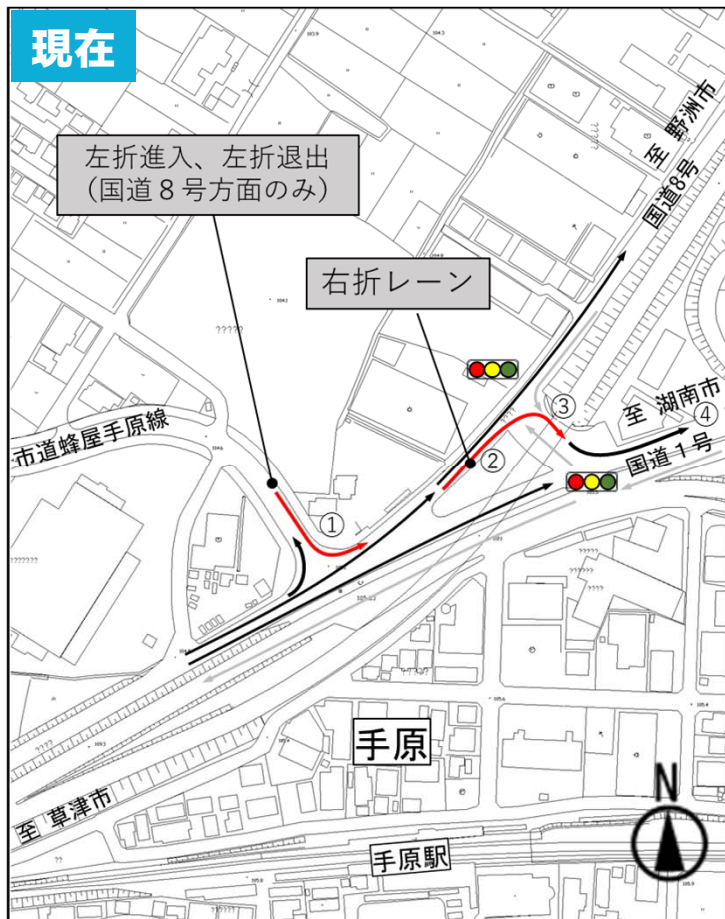 現在
左折進入、左折退出
(国道8号方面のみ)
右折レーン
至 野洲市
国道8号
至 湖南市
国道1号
市道蜂屋手原線
①
②
③
④
手原
至 草津市
手原駅
N